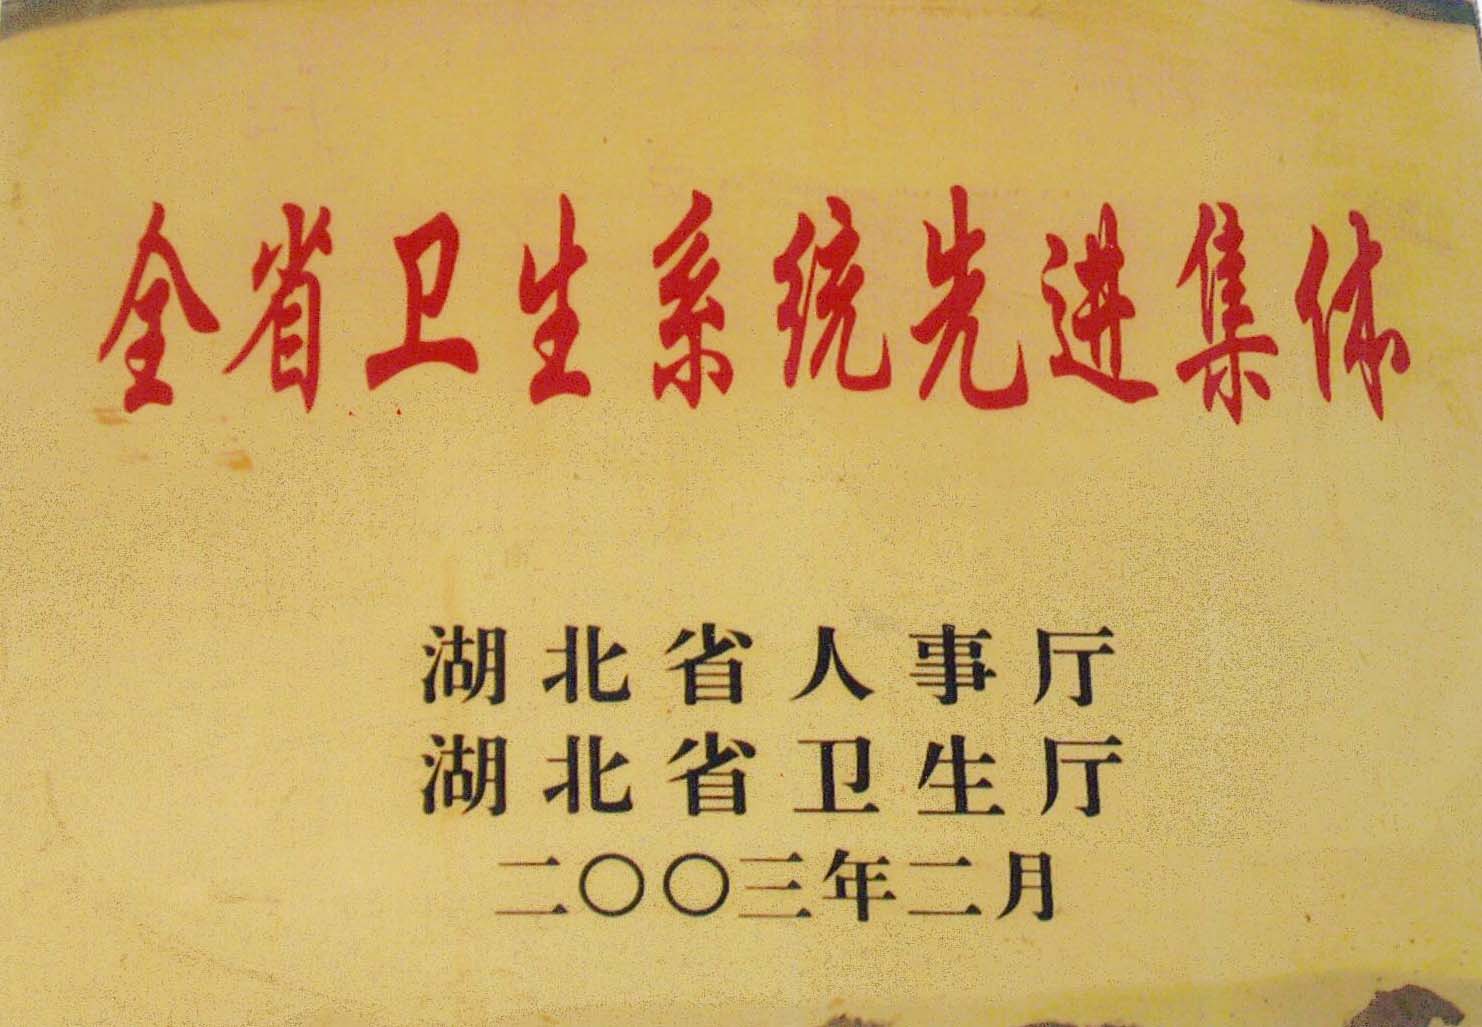 全省卫生系统先进集体
湖北省人事厅
湖北省卫生厅
二〇〇三年二月